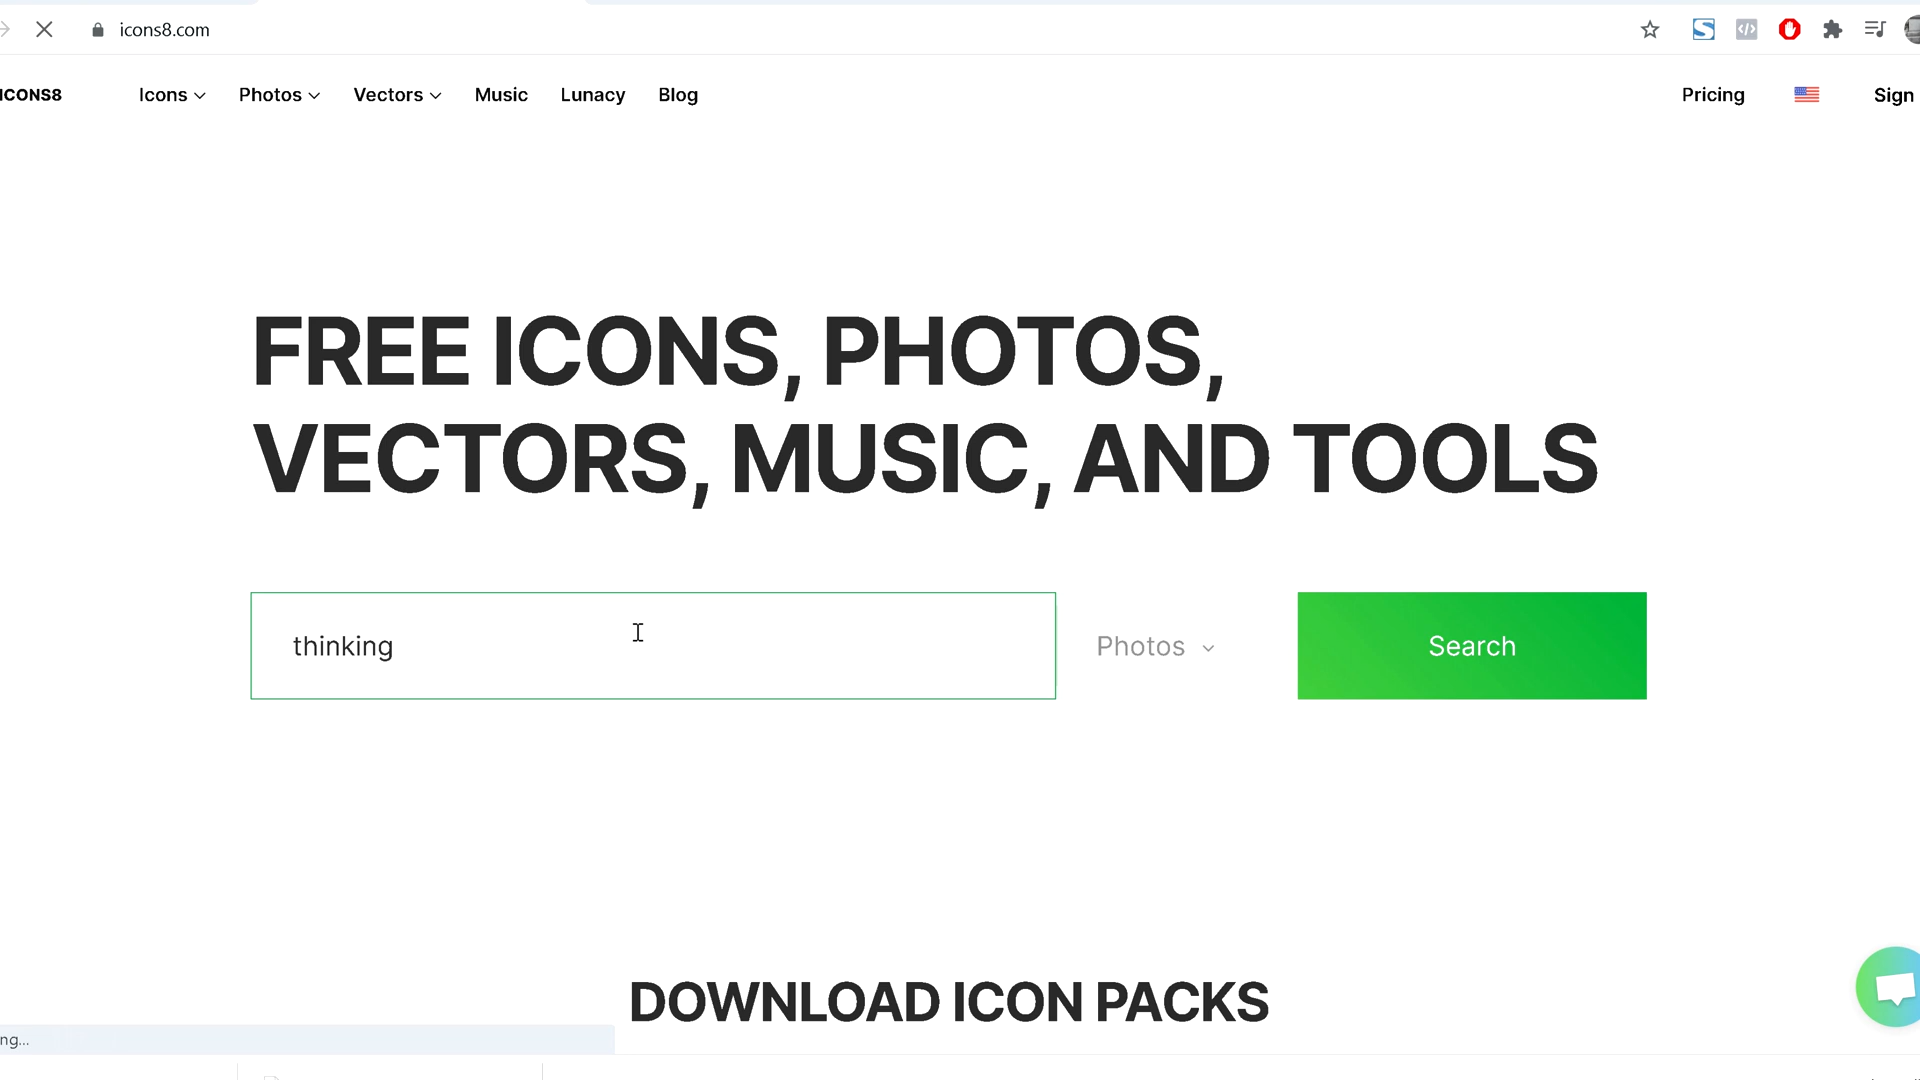 icons8.com
ICONS8 Icons Photos Vectors Music Lunacy Blog Pricing Sign
FREE ICONS, PHOTOS,
VECTORS, MUSIC, AND TOOLS
thinking Photos Search
DOWNLOAD ICON PACKS
ng...